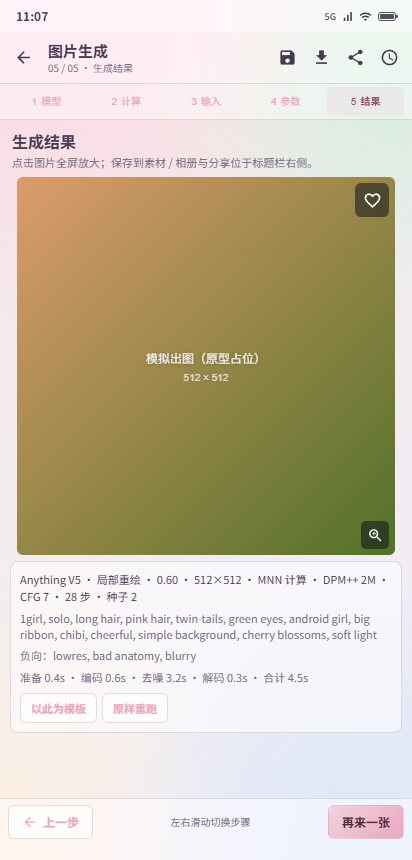 11:07
5G
图片生成
05 / 05 · 生成结果
1 模型
2 计算
3 输入
4 参数
5 结果
生成结果
点击图片全屏放大；保存到素材 / 相册与分享位于标题栏右侧。
模拟出图（原型占位）
512 × 512
Anything V5 · 局部重绘 · 0.60 · 512×512 · MNN 计算 · DPM++ 2M ·
CFG 7 · 28 步 · 种子 2
1girl, solo, long hair, pink hair, twin-tails, green eyes, android girl, big
ribbon, chibi, cheerful, simple background, cherry blossoms, soft light
负向：lowres, bad anatomy, blurry
准备 0.4s · 编码 0.6s · 去噪 3.2s · 解码 0.3s · 合计 4.5s
以此为模板
原样重跑
上一步
左右滑动切换步骤
再来一张